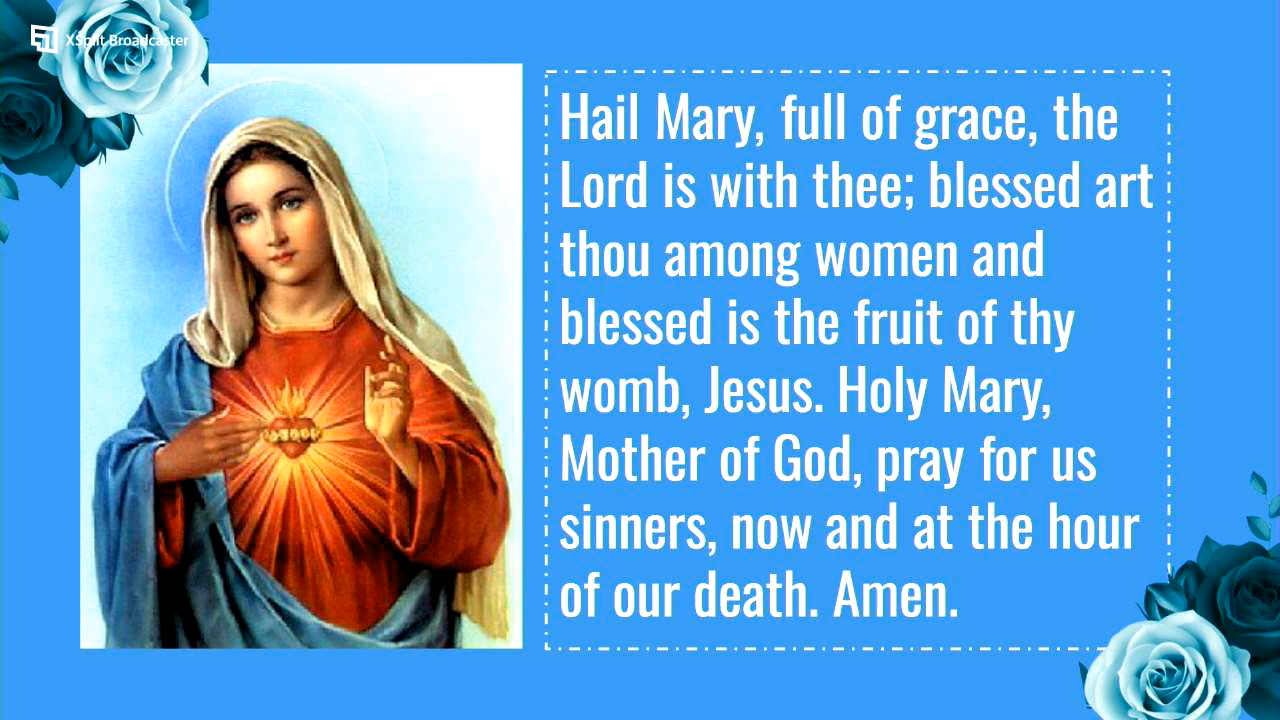 XSplit Broadcaster
Hail Mary, full of grace, the
Lord is with thee; blessed art
thou among women and
blessed is the fruit of thy
womb, Jesus. Holy Mary,
Mother of God, pray for us
sinners, now and at the hour
of our death. Amen.